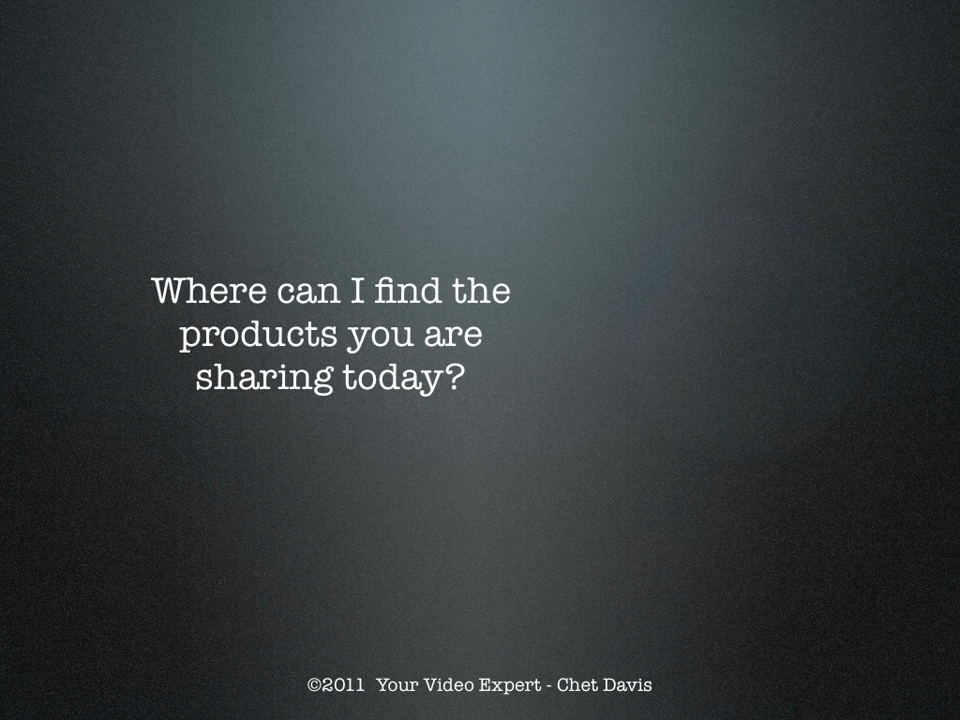 Where can I find the
products you are
sharing today?
©2011 Your Video Expert - Chet Davis